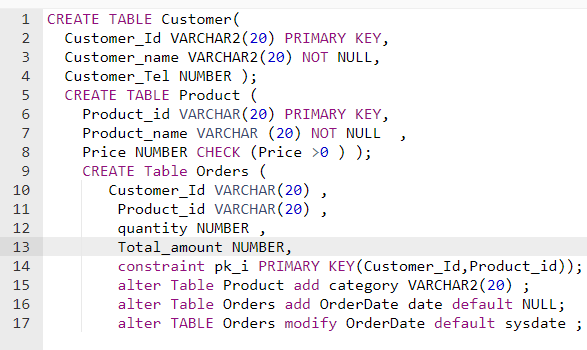 1 CREATE TABLE Customer(
2 Customer_Id VARCHAR2(20) PRIMARY KEY,
3 Customer_name VARCHAR2(20) NOT NULL,
4 Customer_Tel NUMBER );
5 CREATE TABLE Product (
6 Product_id VARCHAR(20) PRIMARY KEY,
7 Product_name VARCHAR (20) NOT NULL  ,
8 Price NUMBER CHECK (Price >0 ) );
9 CREATE Table Orders (
10 Customer_Id VARCHAR(20) ,
11 Product_id VARCHAR(20) ,
12 quantity NUMBER ,
13 Total_amount NUMBER,
14 constraint pk_i PRIMARY KEY(Customer_Id,Product_id));
15 alter Table Product add category VARCHAR2(20) ;
16 alter Table Orders add OrderDate date default NULL;
17 alter TABLE Orders modify OrderDate default sysdate ;